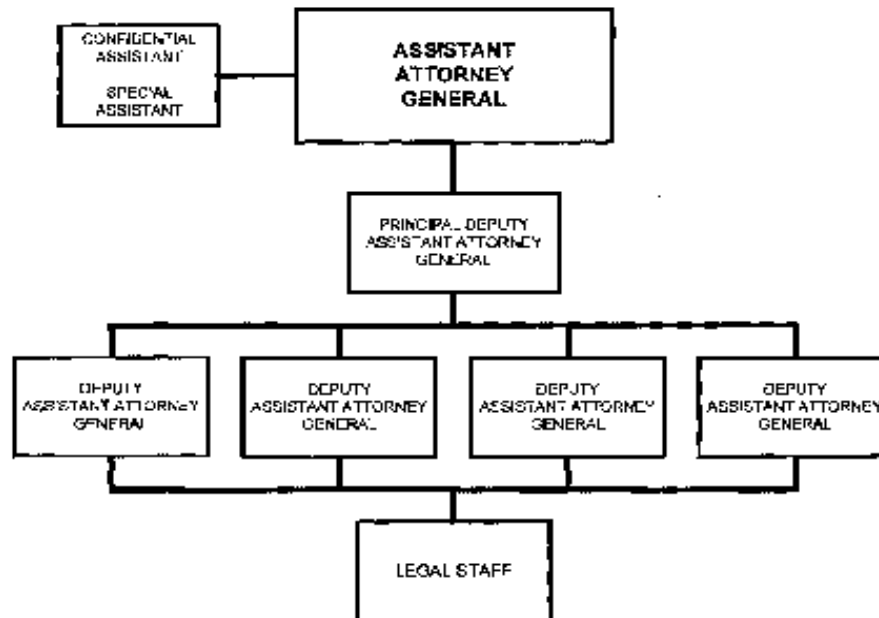 CONFIDENTIAL
ASSISTANT
SPECIAL
ASSISTANT
ASSISTANT
ATTORNEY
GENERAL
PRINCIPAL DEPUTY
ASSISTANT ATTORNEY
GENERAL
DEPUTY
ASSISTANT ATTORNEY
GENERAL
DEPUTY
ASSISTANT ATTORNEY
GENERAL
DEPUTY
ASSISTANT ATTORNEY
GENERAL
DEPUTY
ASSISTANT ATTORNEY
GENERAL
LEGAL STAFF